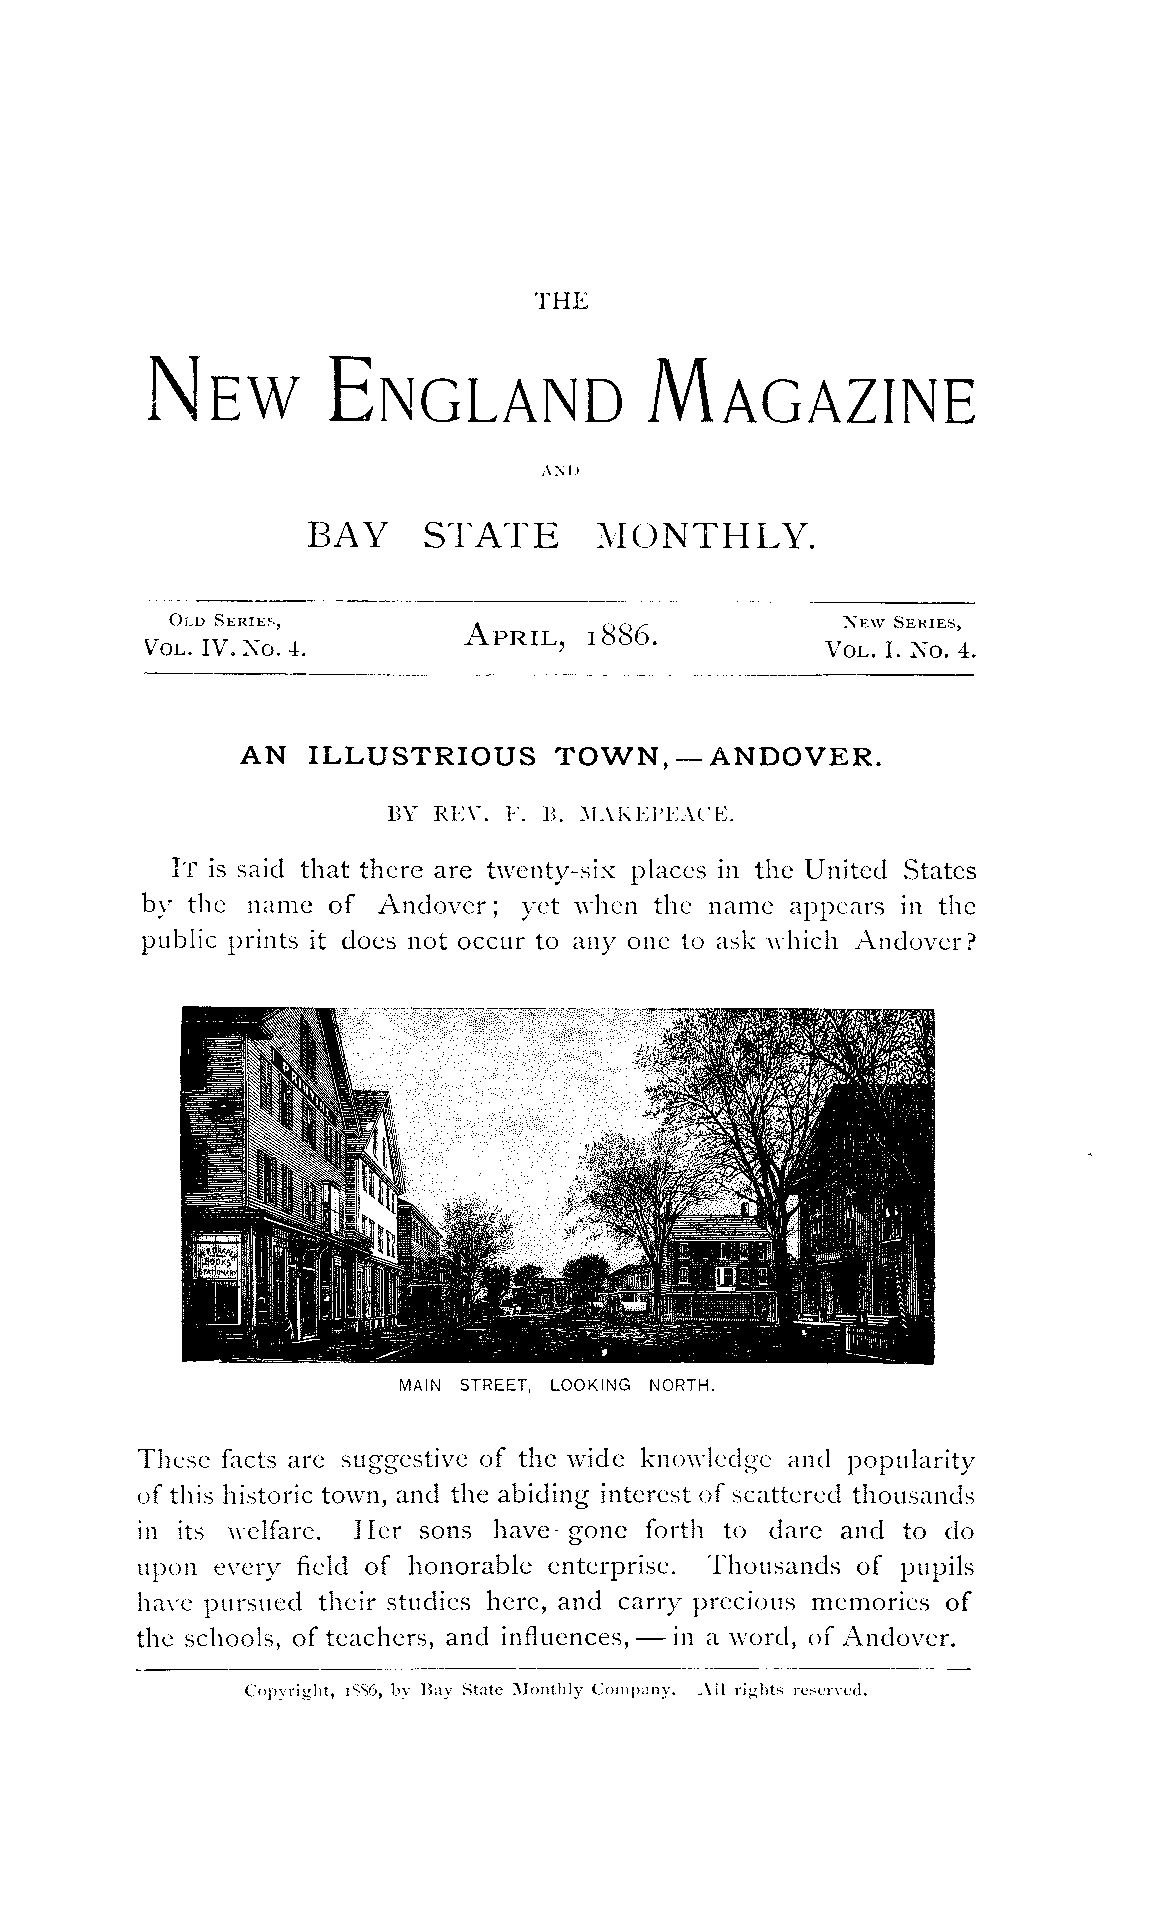 THE
NEW ENGLAND MAGAZINE
AND
BAY STATE MONTHLY.
OLD SERIES,
VOL. IV. NO. 4.
APRIL, 1886.
NEW SERIES,
VOL. I. NO. 4.
AN ILLUSTRIOUS TOWN,—ANDOVER.
BY REV. F. B. MAKEPEACE.
IT is said that there are twenty-six places in the United States
by the name of Andover; yet when the name appears in the
public prints it does not occur to any one to ask which Andover?
PRINTING
BOOKS
STATIONERY
MAIN STREET, LOOKING NORTH.
These facts are suggestive of the wide knowledge and popularity
of this historic town, and the abiding interest of scattered thousands
in its welfare. Her sons have gone forth to dare and to do
upon every field of honorable enterprise. Thousands of pupils
have pursued their studies here, and carry precious memories of
the schools, of teachers, and influences,—in a word, of Andover.
Copyright, 1886, by Bay State Monthly Company. All rights reserved.